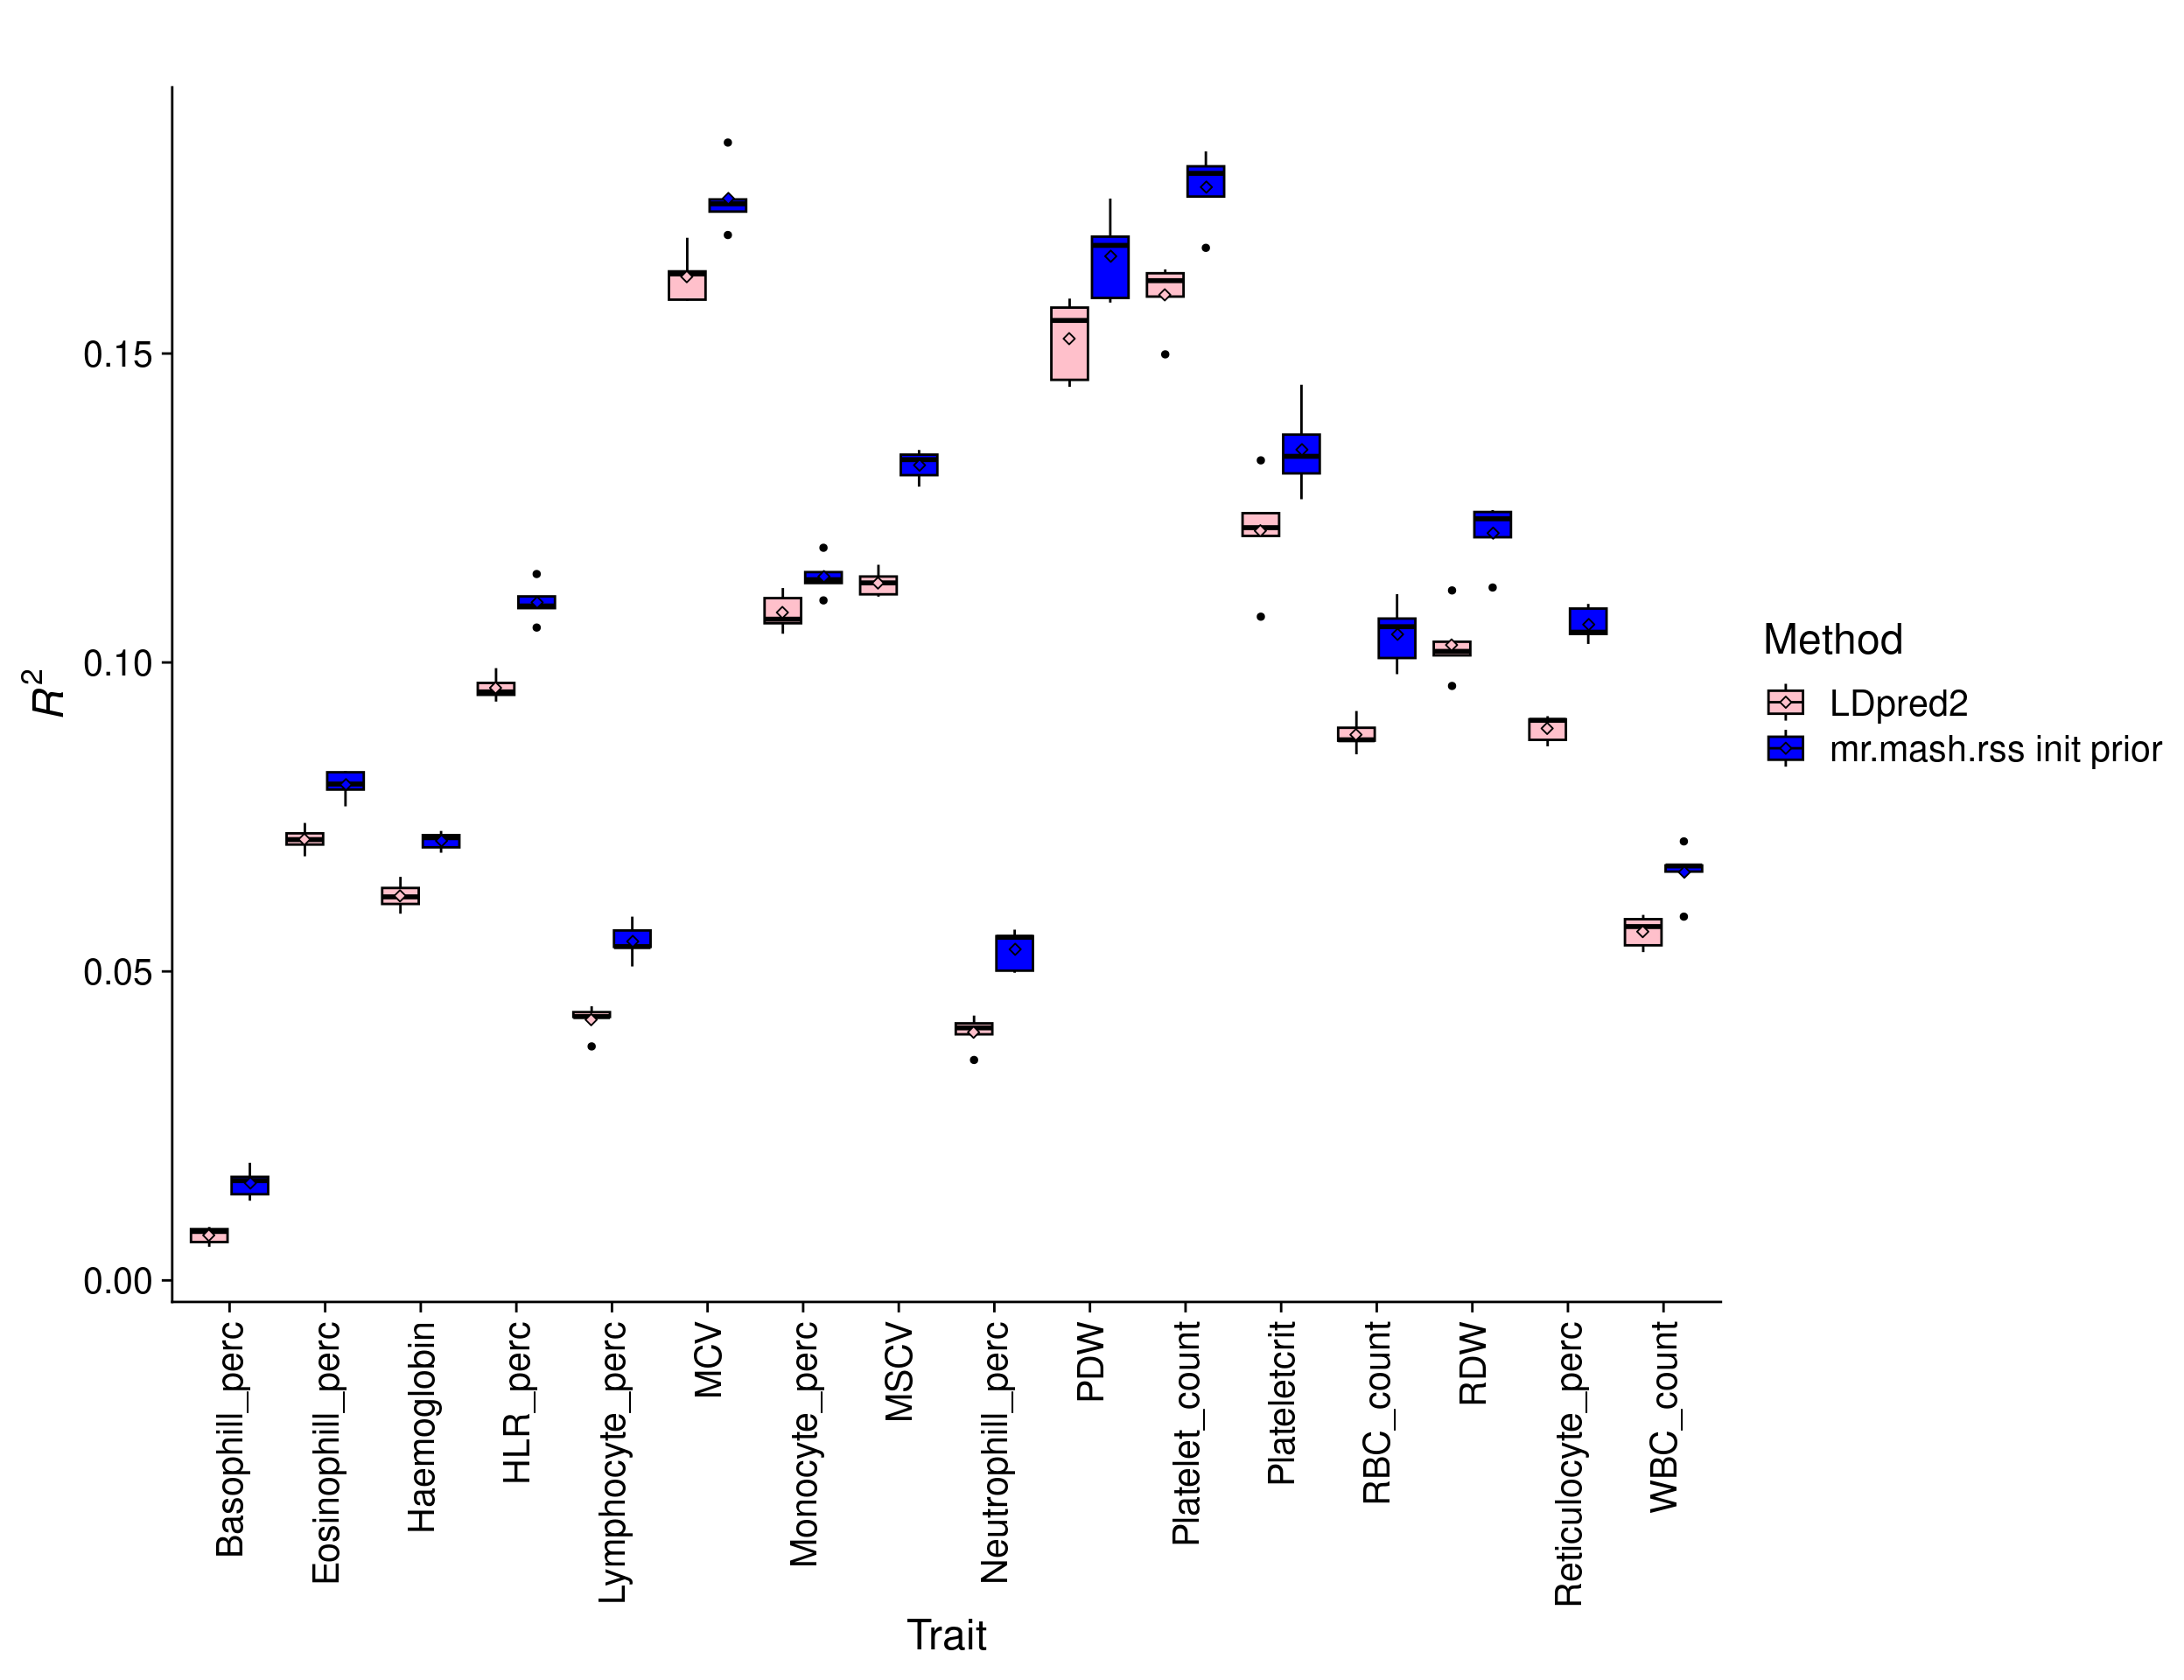 R²
0.15
0.10
0.05
0.00
Basophill_perc
Eosinophill_perc
Haemoglobin
HLR_perc
Lymphocyte_perc
MCV
Monocyte_perc
MSCV
Neutrophill_perc
PDW
Platelet_count
Plateletcrit
RBC_count
RDW
Reticulocyte_perc
WBC_count
Trait
Method
LDpred2
mr.mash.rss init prior